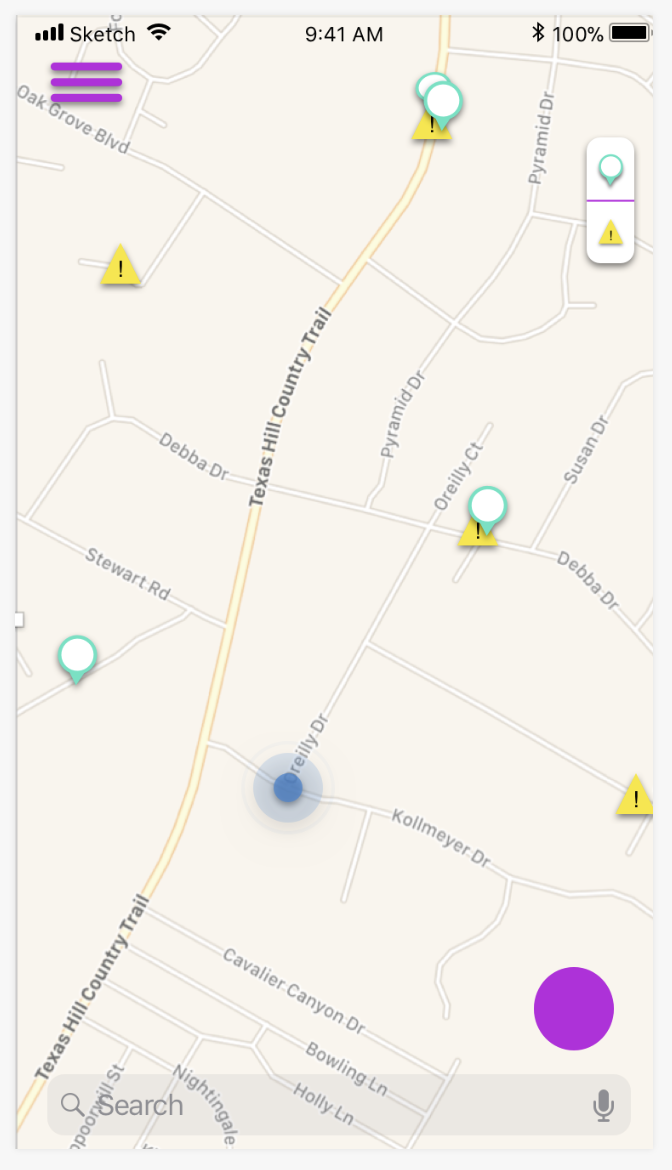 Sketch 9:41 AM 100%
Oak Grove Blvd
Pyramid Dr
!
!
!
Texas Hill Country Trail
Pyramid Dr
Debba Dr
Oreilly Ct
Susan Dr
!
Stewart Rd
Debba Dr
Oreilly Dr
!
Kollmeyer Dr
Texas Hill Country Trail
Cavalier Canyon Dr
Bowling Ln
Holly Ln
Nightingale
Search